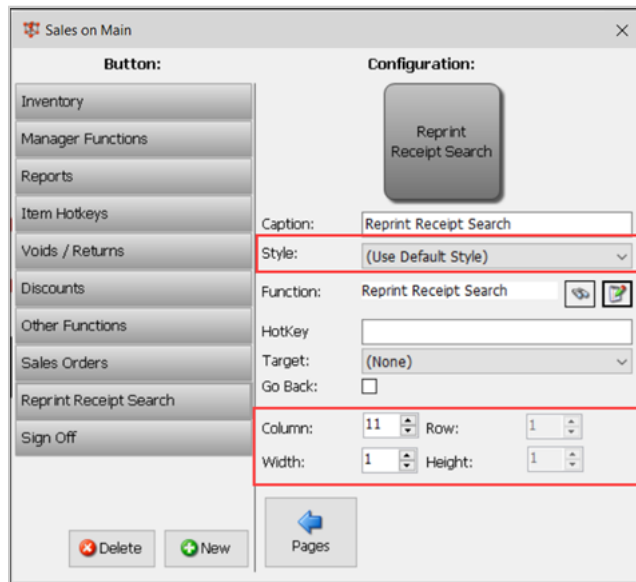 Sales on Main
Button:
Configuration:
Inventory
Manager Functions
Reports
Item Hotkeys
Voids / Returns
Discounts
Other Functions
Sales Orders
Reprint Receipt Search
Sign Off
Delete
New
Reprint
Receipt Search
Caption: Reprint Receipt Search
Style: (Use Default Style)
Function: Reprint Receipt Search
HotKey
Target: (None)
Go Back:
Column: 11 Row: 1
Width: 1 Height: 1
Pages